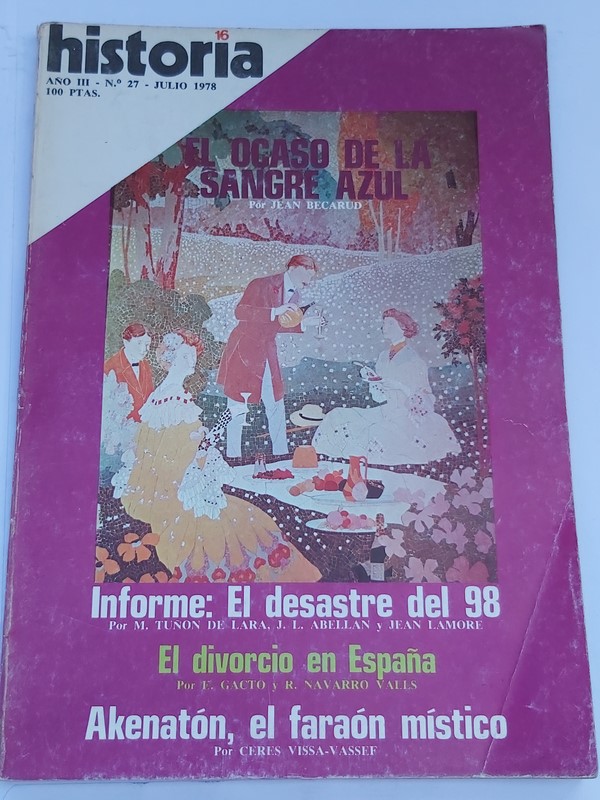 historia
16
AÑO III - N.º 27 - JULIO 1978
100 PTAS.
EL OCASO DE LA
SANGRE AZUL
Por JEAN BECARUD
Informe: El desastre del 98
Por M. TUÑON DE LARA, J. L. ABELLAN y JEAN LAMORE
El divorcio en España
Por F. GACTO y R. NAVARRO VALLS
Akenatón, el faraón místico
Por CERES VISSA-VASSEF